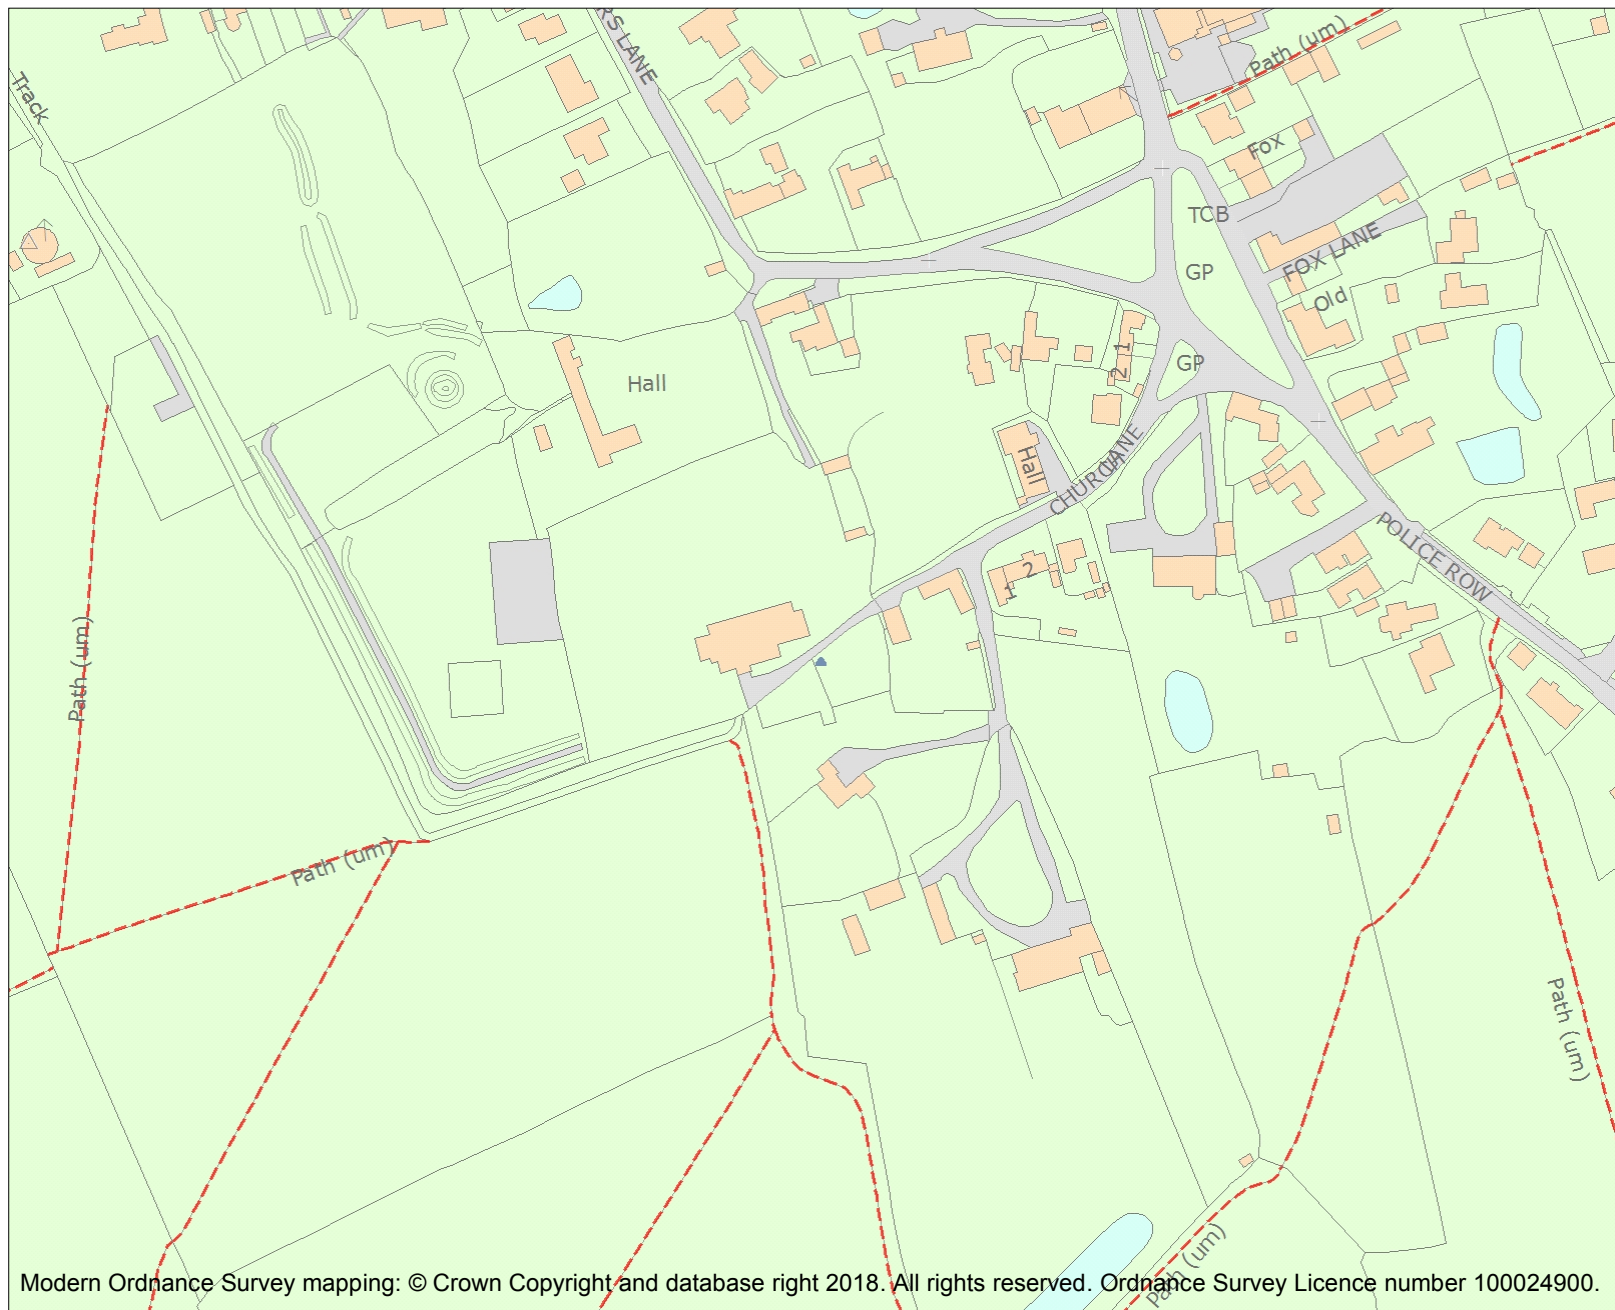 RS LANE
Path (um)
Track
Fox
TCB
FOX LANE
GP
Old
1
2
GP
Hall
CHURCH
LANE
Hall
POLICE ROW
2
1
Path (um)
Path (um)
Path (um)
Path (um)
Modern Ordnance Survey mapping: © Crown Copyright and database right 2018. All rights reserved. Ordnance Survey Licence number 100024900.